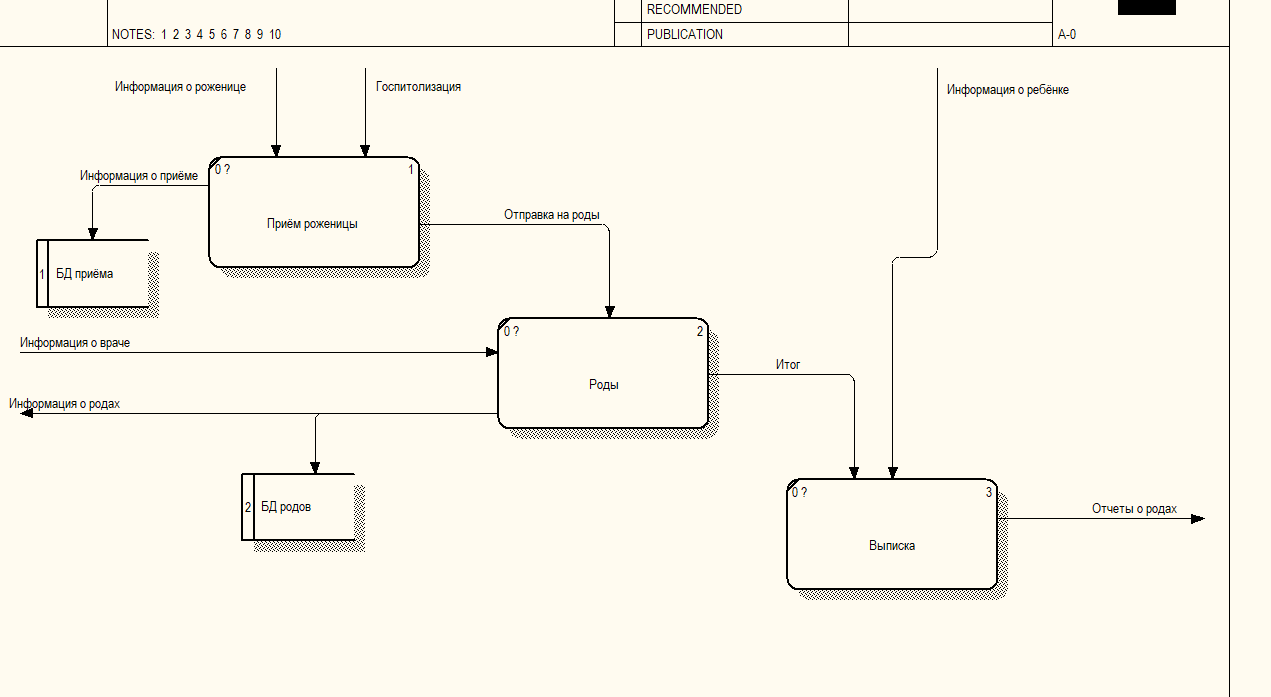 RECOMMENDED
NOTES: 1 2 3 4 5 6 7 8 9 10
PUBLICATION
A-0
Информация о роженице
Госпитолизация
Информация о ребёнке
0 ?
1
Информация о приёме
Приём роженицы
Отправка на роды
1
БД приёма
0 ?
2
Информация о враче
Итог
Роды
Информация о родах
0 ?
3
2
БД родов
Отчеты о родах
Выписка